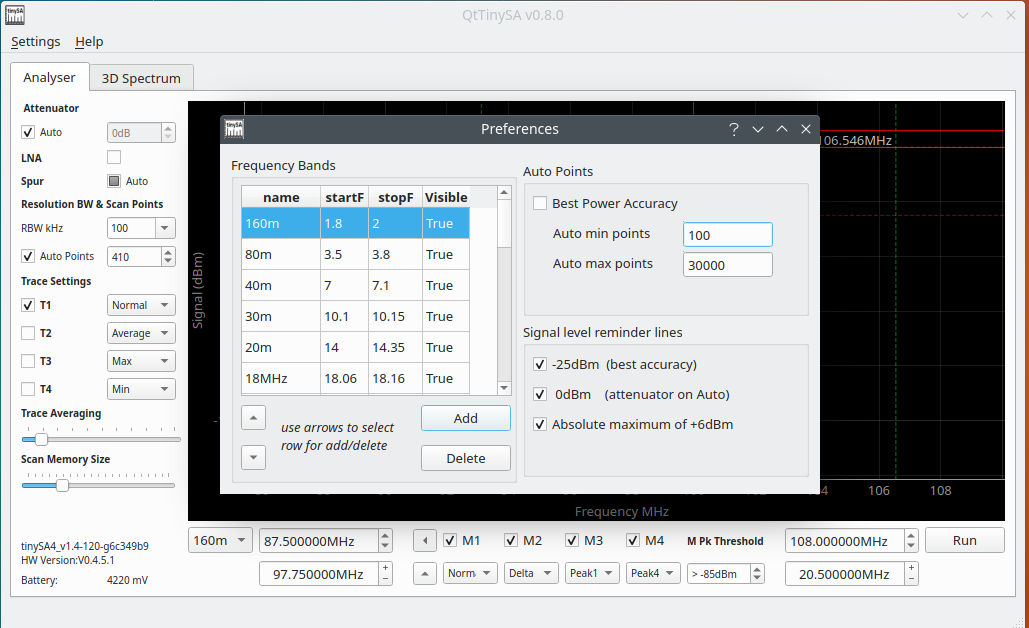 QtTinySA v0.8.0
Settings Help
Analyser 3D Spectrum
Attenuator
Auto 0dB
LNA
Spur Auto
Resolution BW & Scan Points
RBW kHz 100
Auto Points 410
Trace Settings
T1 Normal
T2 Average
T3 Max
T4 Min
Trace Averaging
Scan Memory Size
tinySA4_v1.4-120-g6c349b9
HW Version:V0.4.5.1
Battery: 4220 mV
Signal (dBm)
06.546MHz
Preferences
Frequency Bands
name startF stopF Visible
160m 1.8 2 True
80m 3.5 3.8 True
40m 7 7.1 True
30m 10.1 10.15 True
20m 14 14.35 True
18MHz 18.06 18.16 True
use arrows to select
row for add/delete
Add
Delete
Auto Points
Best Power Accuracy
Auto min points 100
Auto max points 30000
Signal level reminder lines
-25dBm (best accuracy)
0dBm (attenuator on Auto)
Absolute maximum of +6dBm
106 108
Frequency MHz
160m 87.500000MHz M1 M2 M3 M4 M Pk Threshold 108.000000MHz Run
97.750000MHz Norm Delta Peak1 Peak4 > -85dBm 20.500000MHz